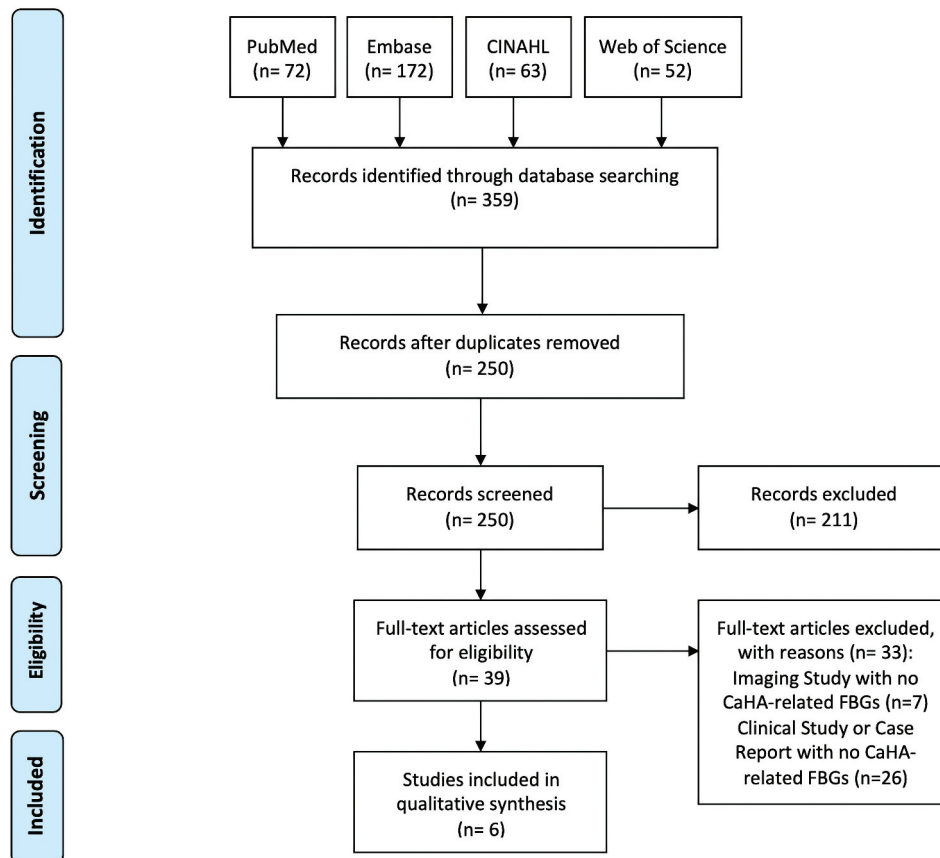 Identification
PubMed
(n= 72)
Embase
(n= 172)
CINAHL
(n= 63)
Web of Science
(n= 52)
Records identified through database searching
(n= 359)
Records after duplicates removed
(n= 250)
Screening
Records screened
(n= 250)
Records excluded
(n= 211)
Eligibility
Full-text articles assessed
for eligibility
(n= 39)
Full-text articles excluded,
with reasons (n= 33):
Imaging Study with no
CaHA-related FBGs (n=7)
Clinical Study or Case
Report with no CaHA-
related FBGs (n=26)
Included
Studies included in
qualitative synthesis
(n= 6)